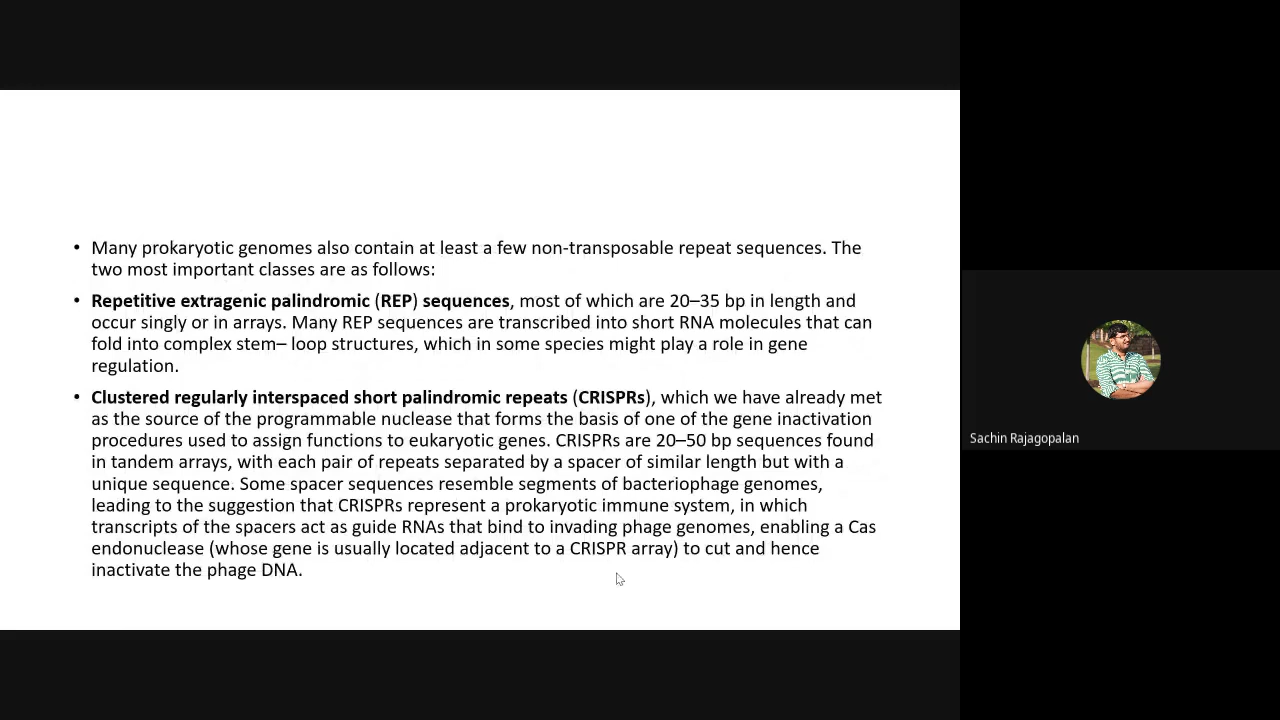 • Many prokaryotic genomes also contain at least a few non-transposable repeat sequences. The
two most important classes are as follows:
• Repetitive extragenic palindromic (REP) sequences, most of which are 20–35 bp in length and
occur singly or in arrays. Many REP sequences are transcribed into short RNA molecules that can
fold into complex stem– loop structures, which in some species might play a role in gene
regulation.
• Clustered regularly interspaced short palindromic repeats (CRISPRs), which we have already met
as the source of the programmable nuclease that forms the basis of one of the gene inactivation
procedures used to assign functions to eukaryotic genes. CRISPRs are 20–50 bp sequences found
in tandem arrays, with each pair of repeats separated by a spacer of similar length but with a
unique sequence. Some spacer sequences resemble segments of bacteriophage genomes,
leading to the suggestion that CRISPRs represent a prokaryotic immune system, in which
transcripts of the spacers act as guide RNAs that bind to invading phage genomes, enabling a Cas
endonuclease (whose gene is usually located adjacent to a CRISPR array) to cut and hence
inactivate the phage DNA.
Sachin Rajagopalan